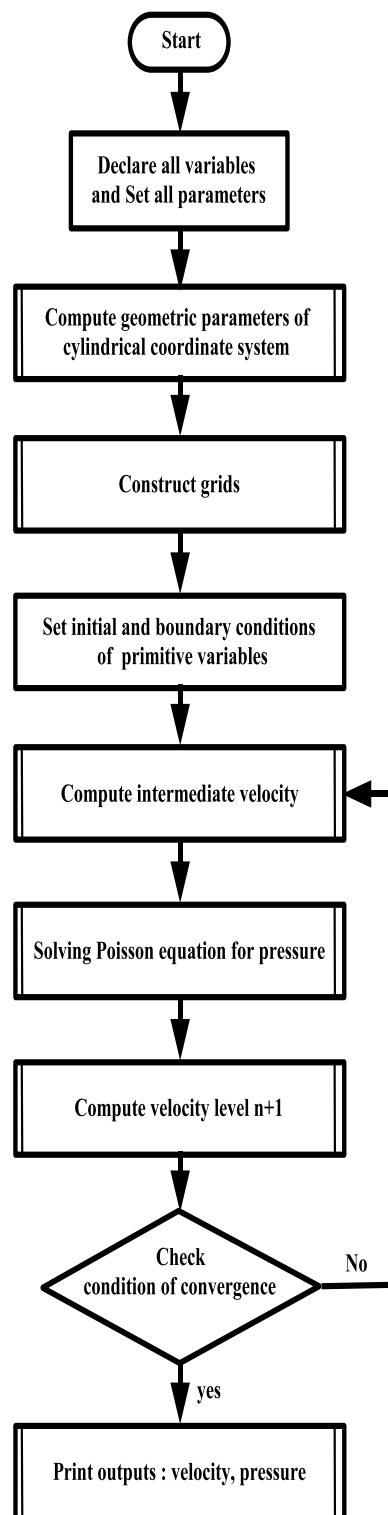 Start
Declare all variables
and Set all parameters
Compute geometric parameters of
cylindrical coordinate system
Construct grids
Set initial and boundary conditions
of primitive variables
Compute intermediate velocity
Solving Poisson equation for pressure
Compute velocity level n+1
Check
condition of convergence
No
yes
Print outputs : velocity, pressure